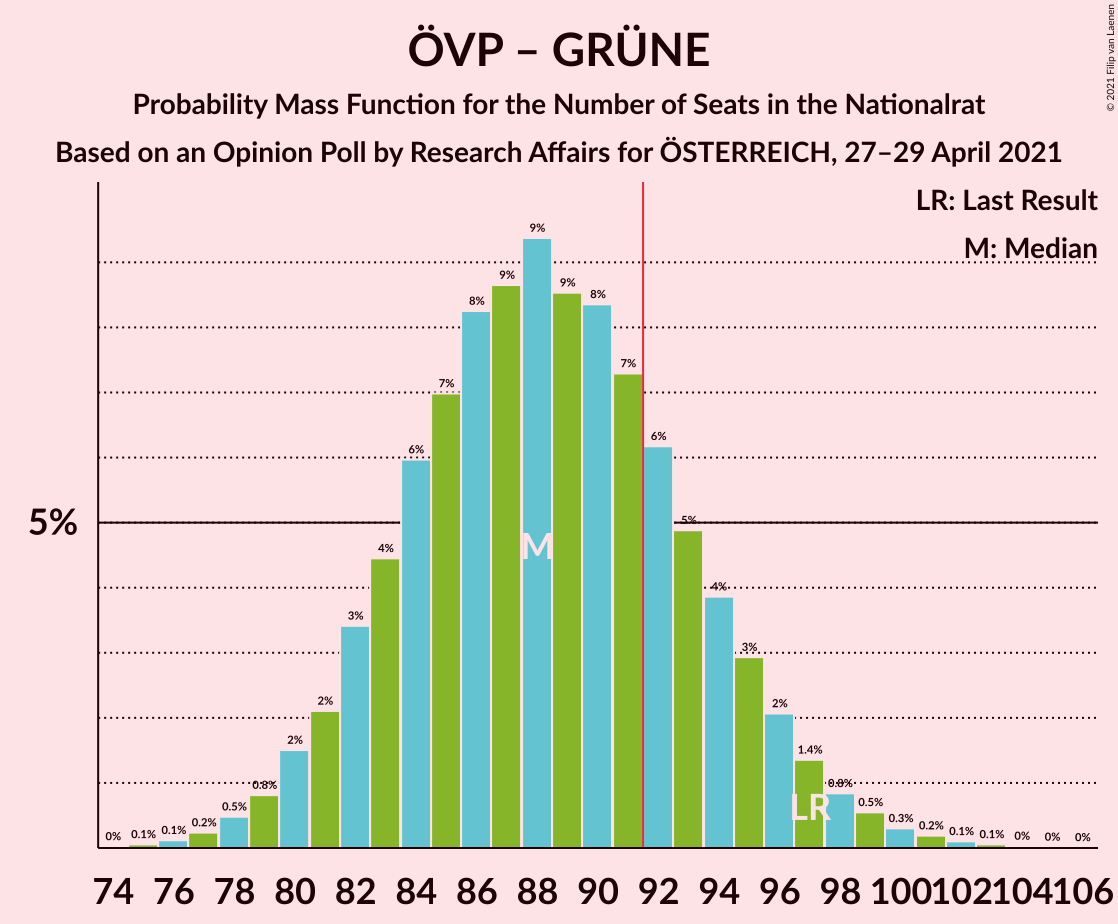 ÖVP – GRÜNE
Probability Mass Function for the Number of Seats in the Nationalrat
Based on an Opinion Poll by Research Affairs for ÖSTERREICH, 27–29 April 2021
© 2021 Filip van Laenen
LR: Last Result
M: Median
5%
0% 0.1% 0.1% 0.2% 0.5% 0.8% 2% 2% 3% 4% 6% 7% 8% 9% 9% 9% 8% 7% 6% 5% 4% 3% 2% 1.4% 0.8% 0.5% 0.3% 0.2% 0.1% 0.1% 0% 0% 0%
M
LR
74 76 78 80 82 84 86 88 90 92 94 96 98 100 102 104 106